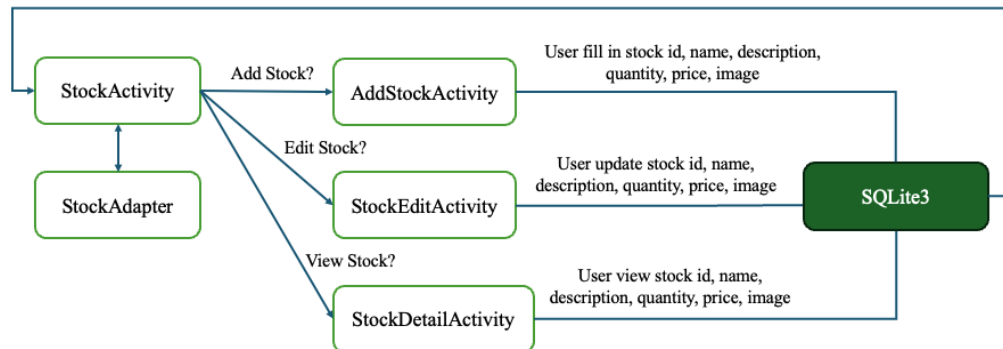 User fill in stock id, name, description,
quantity, price, image
Add Stock?
StockActivity
AddStockActivity
Edit Stock?
User update stock id, name,
description, quantity, price, image
StockAdapter
StockEditActivity
SQLite3
View Stock?
User view stock id, name,
description, quantity, price, image
StockDetailActivity